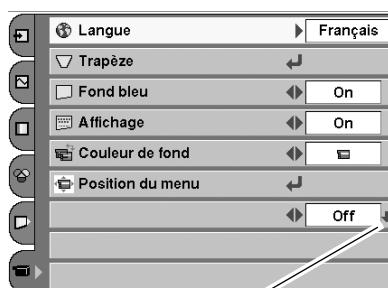 Langue Français
Trapèze
Fond bleu On
Affichage On
Couleur de fond
Position du menu
Off